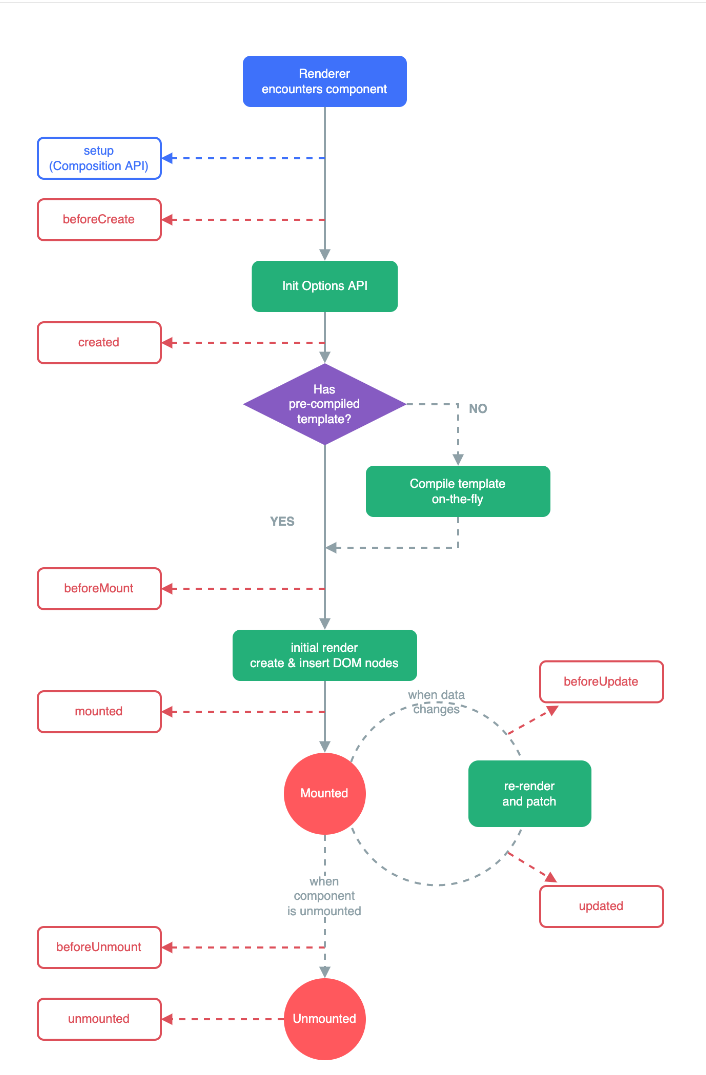 Renderer
encounters component
setup
(Composition API)
beforeCreate
Init Options API
created
Has
pre-compiled
template?
NO
Compile template
on-the-fly
YES
beforeMount
initial render
create & insert DOM nodes
beforeUpdate
when data
changes
mounted
Mounted
re-render
and patch
when
component
is unmounted
updated
beforeUnmount
unmounted
Unmounted